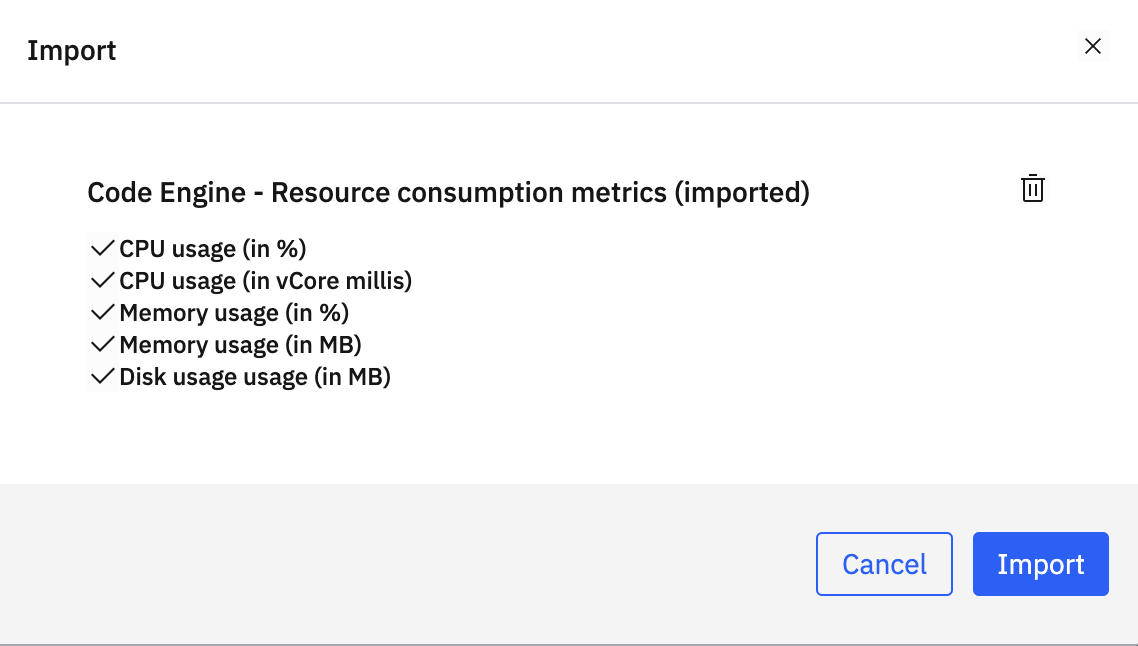 Import
Code Engine - Resource consumption metrics (imported)
CPU usage (in %)
CPU usage (in vCore millis)
Memory usage (in %)
Memory usage (in MB)
Disk usage usage (in MB)
Cancel
Import